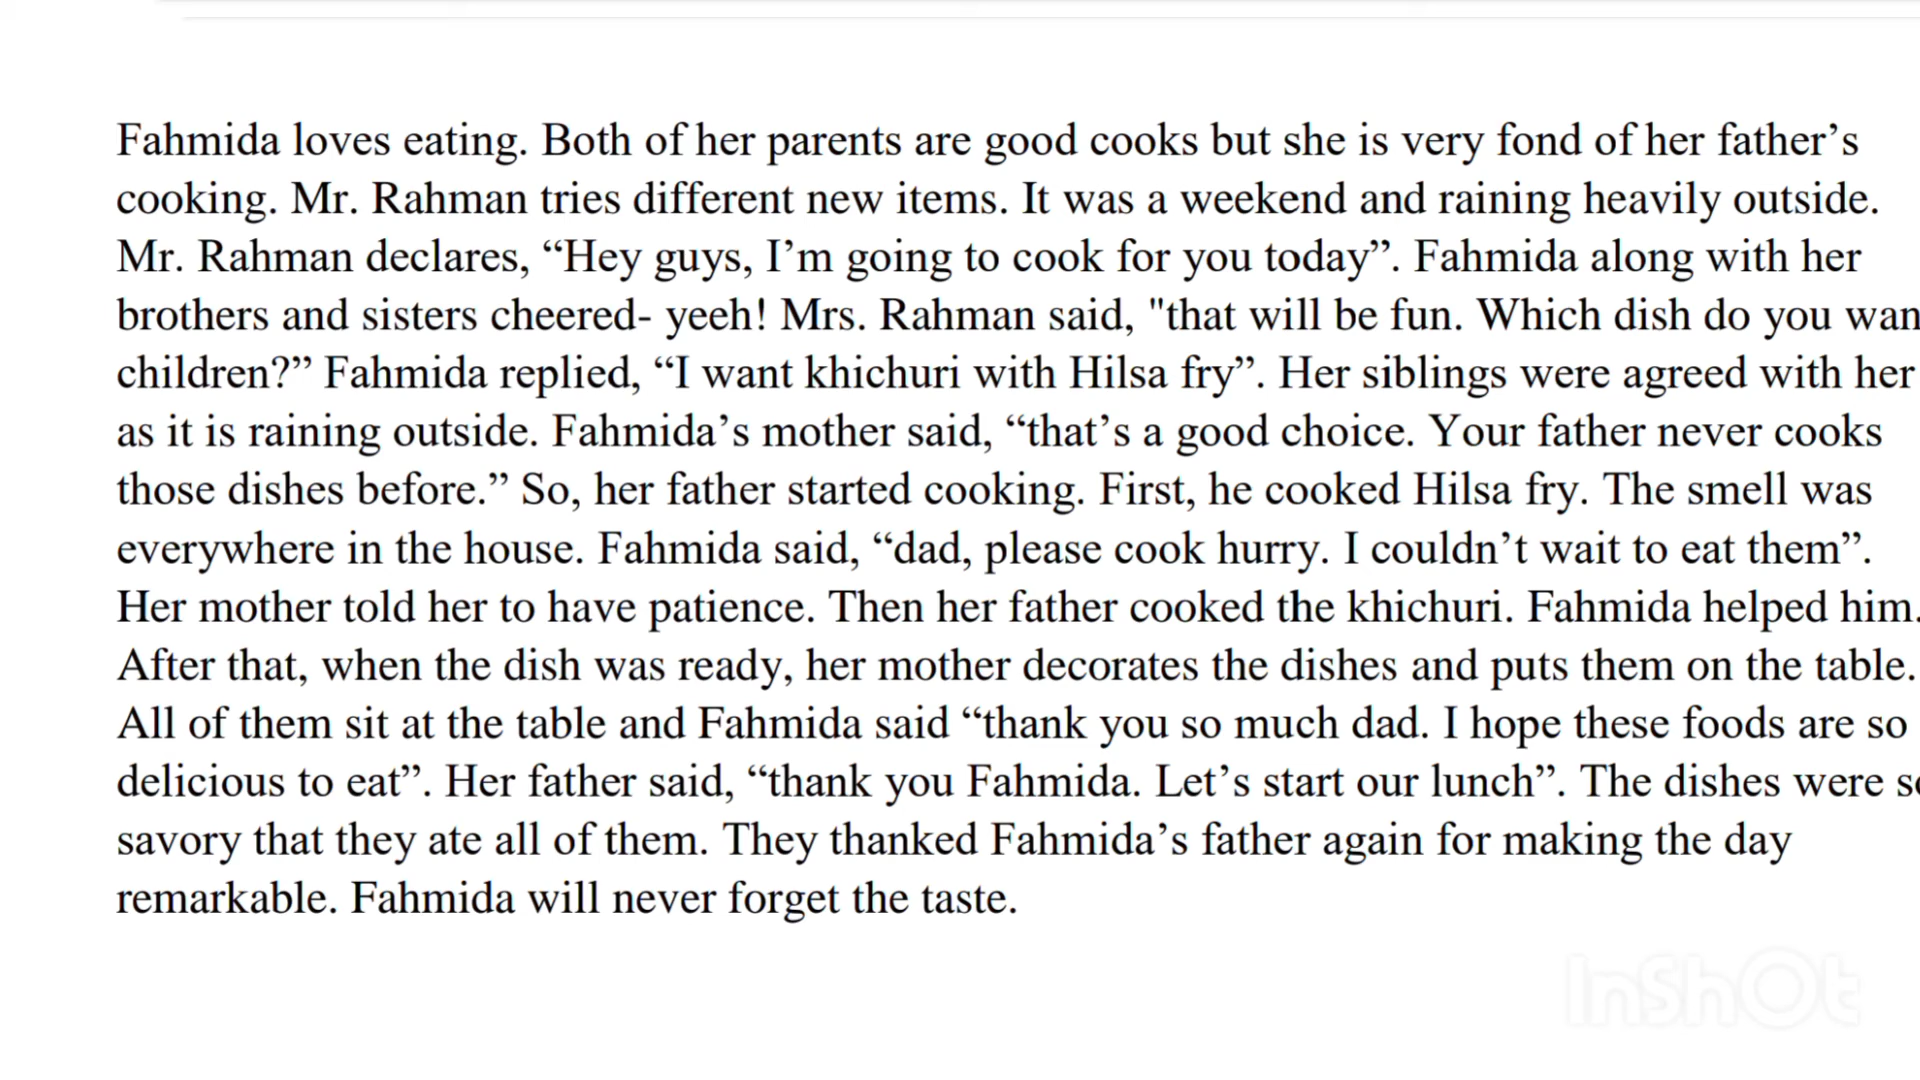 Fahmida loves eating. Both of her parents are good cooks but she is very fond of her father’s
cooking. Mr. Rahman tries different new items. It was a weekend and raining heavily outside.
Mr. Rahman declares, “Hey guys, I’m going to cook for you today”. Fahmida along with her
brothers and sisters cheered- yeeh! Mrs. Rahman said, "that will be fun. Which dish do you wan
children?” Fahmida replied, “I want khichuri with Hilsa fry”. Her siblings were agreed with her
as it is raining outside. Fahmida’s mother said, “that’s a good choice. Your father never cooks
those dishes before.” So, her father started cooking. First, he cooked Hilsa fry. The smell was
everywhere in the house. Fahmida said, “dad, please cook hurry. I couldn’t wait to eat them”.
Her mother told her to have patience. Then her father cooked the khichuri. Fahmida helped him.
After that, when the dish was ready, her mother decorates the dishes and puts them on the table.
All of them sit at the table and Fahmida said “thank you so much dad. I hope these foods are so
delicious to eat”. Her father said, “thank you Fahmida. Let’s start our lunch”. The dishes were so
savory that they ate all of them. They thanked Fahmida’s father again for making the day
remarkable. Fahmida will never forget the taste.
InShOt